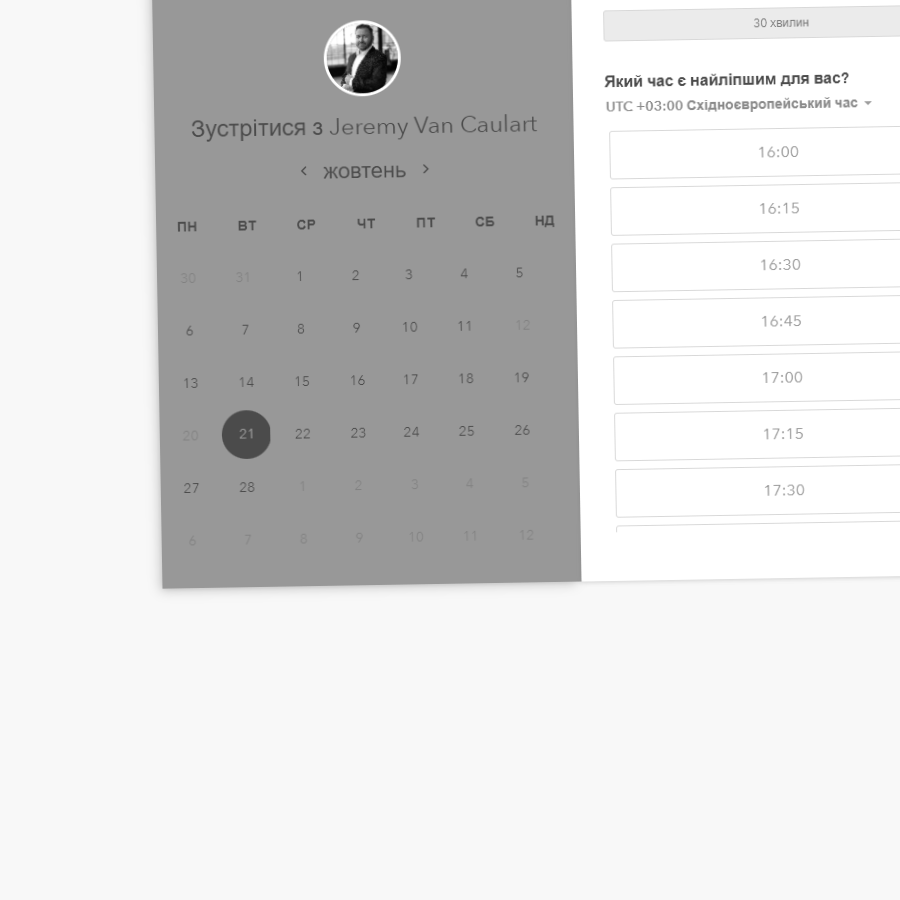 Зустрітися з Jeremy Van Caulart
жовтень
ПН ВТ СР ЧТ ПТ СБ НД
30 31 1 2 3 4 5
6 7 8 9 10 11 12
13 14 15 16 17 18 19
20 21 22 23 24 25 26
27 28 1 2 3 4 5
6 7 8 9 10 11 12
30 хвилин
Який час є найліпшим для вас?
UTC +03:00 Східноєвропейський час
16:00
16:15
16:30
16:45
17:00
17:15
17:30